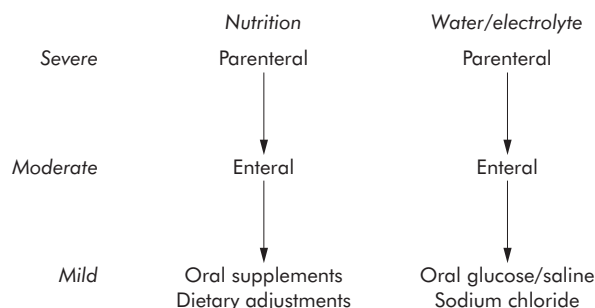 Nutrition Water/electrolyte
Severe Parenteral Parenteral
Moderate Enteral Enteral
Mild Oral supplements Oral glucose/saline
Dietary adjustments Sodium chloride